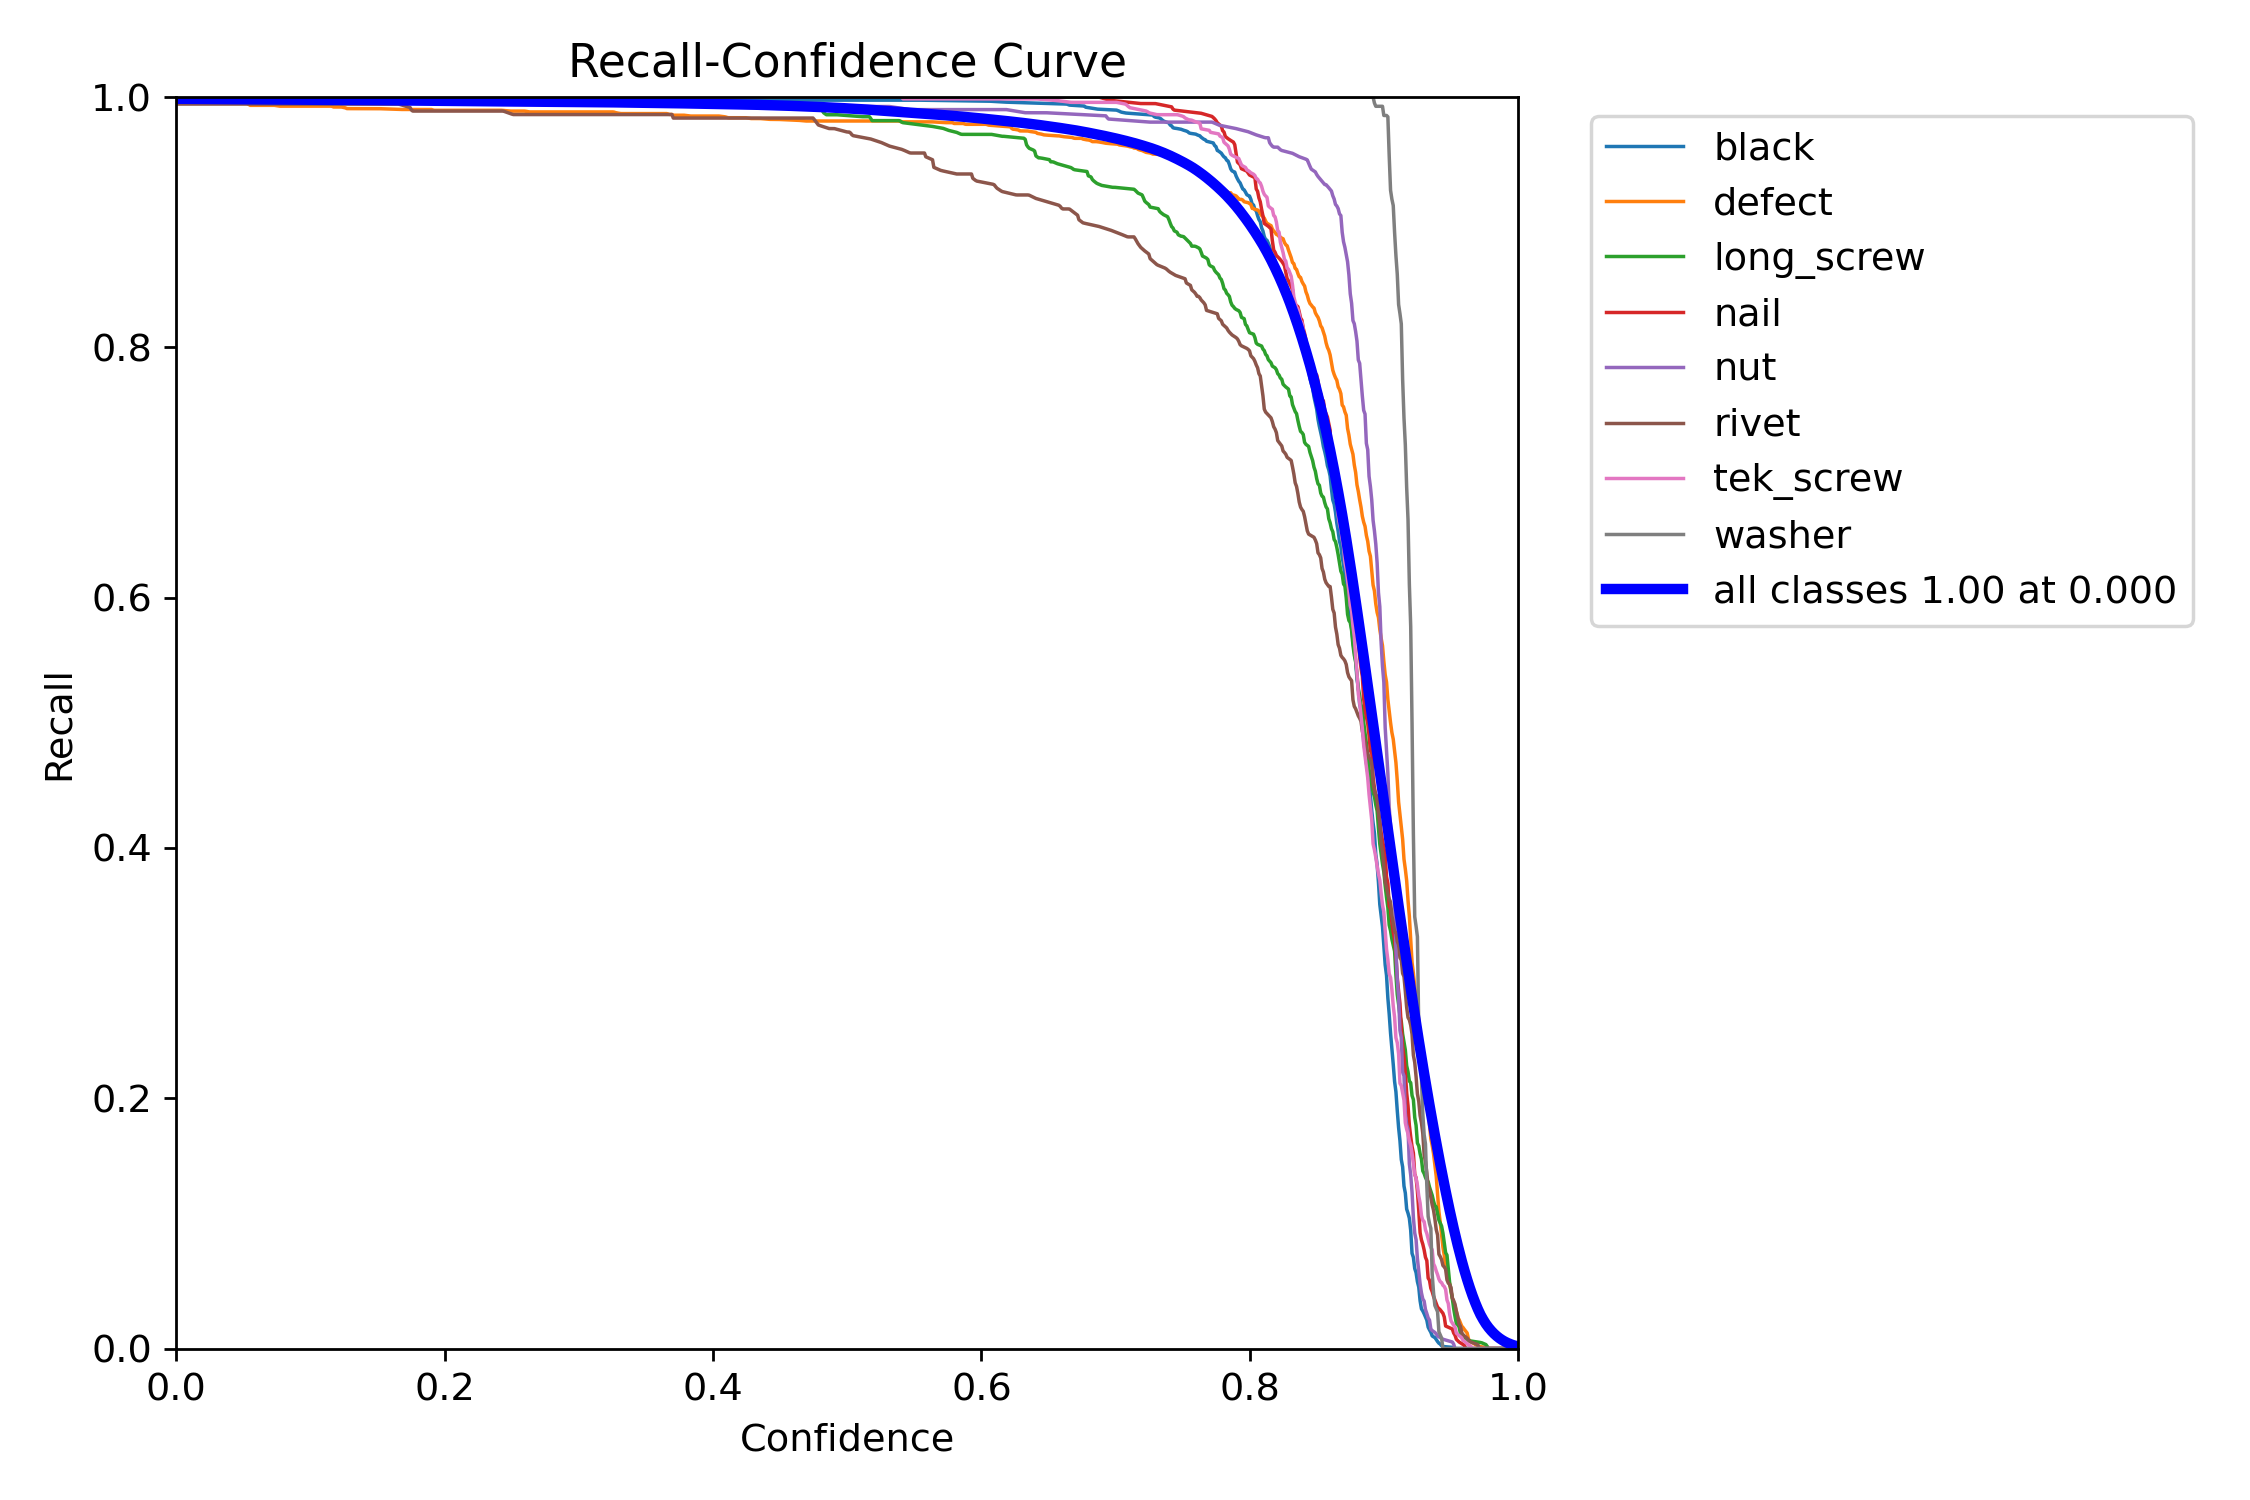 Recall-Confidence Curve
1.0
0.8
0.6
0.4
0.2
0.0
Recall
0.0 0.2 0.4 0.6 0.8 1.0
Confidence
black
defect
long_screw
nail
nut
rivet
tek_screw
washer
all classes 1.00 at 0.000